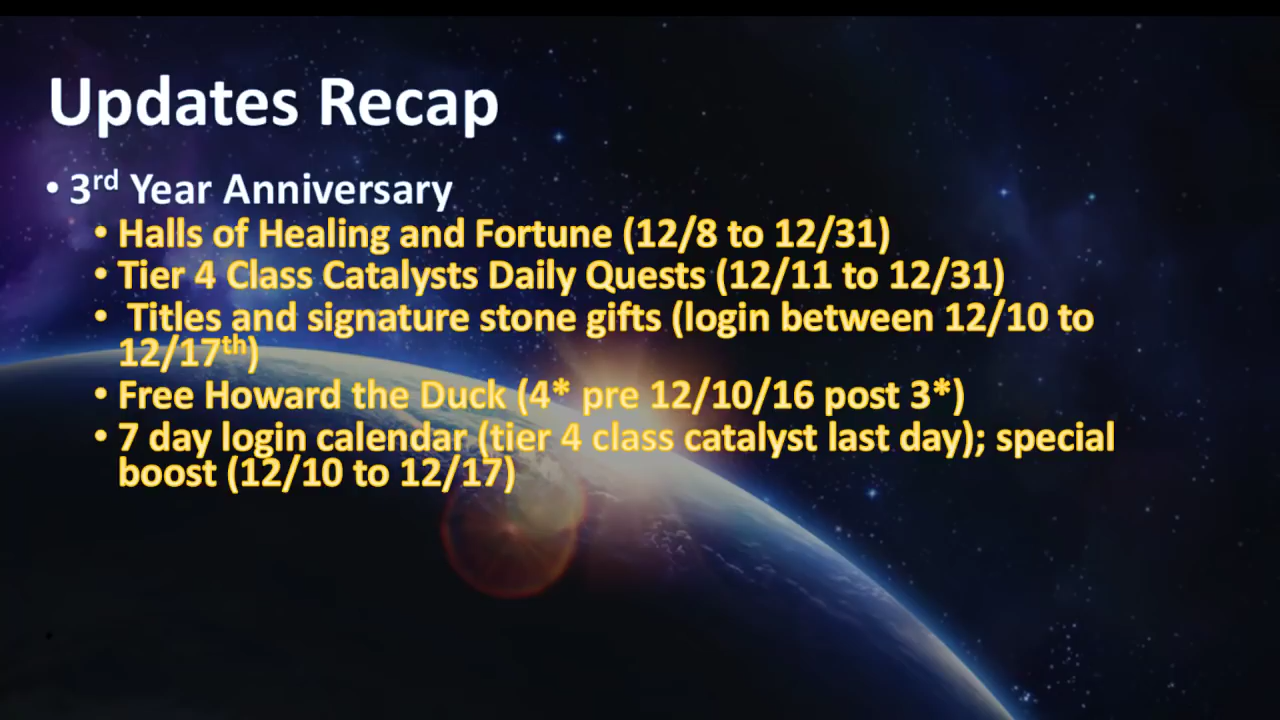 Updates Recap
• 3rd Year Anniversary
• Halls of Healing and Fortune (12/8 to 12/31)
• Tier 4 Class Catalysts Daily Quests (12/11 to 12/31)
• Titles and signature stone gifts (login between 12/10 to
12/17th)
• Free Howard the Duck (4* pre 12/10/16 post 3*)
• 7 day login calendar (tier 4 class catalyst last day); special
boost (12/10 to 12/17)